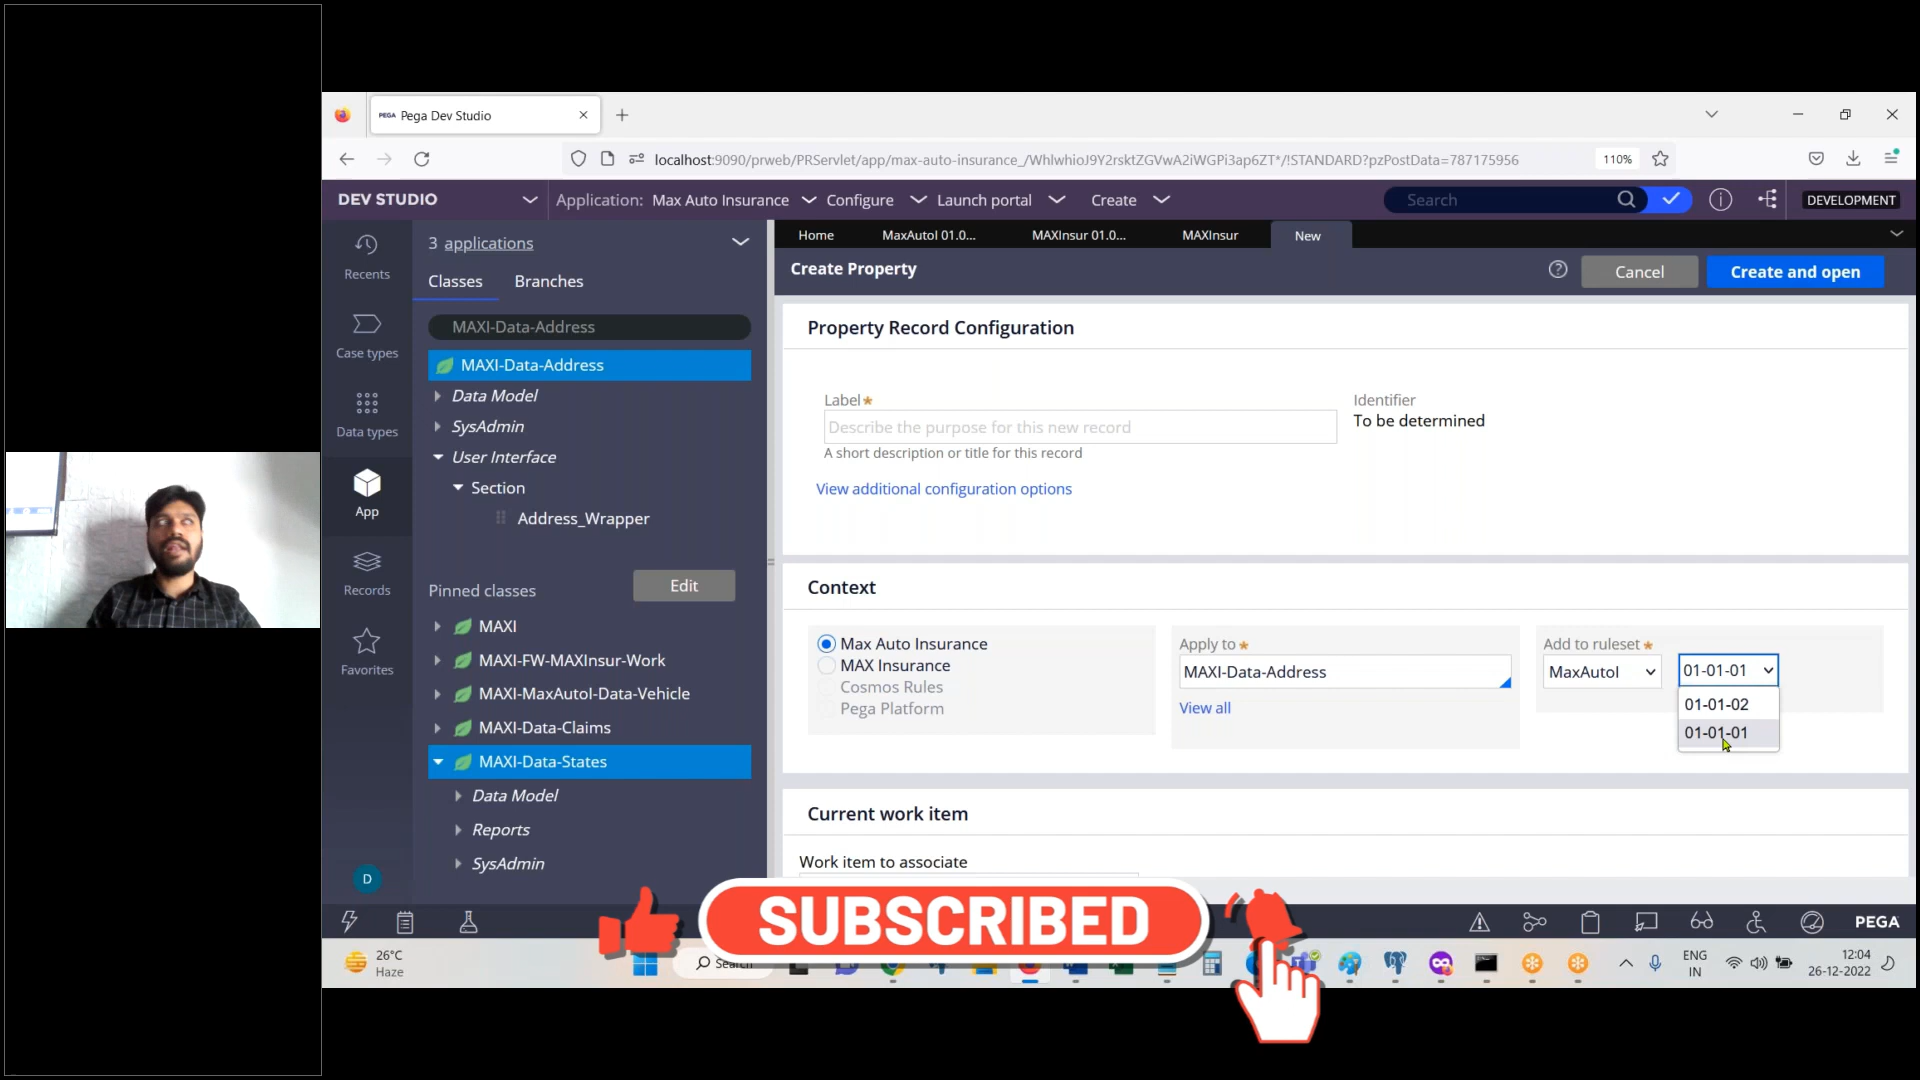 PEGA Pega Dev Studio
localhost:9090/prweb/PRServlet/app/max-auto-insurance_/WhlwhioJ9Y2rsktZGVwA2iWGPi3ap6ZT*/!STANDARD?pzPostData=787175956
110%
DEV STUDIO
Application: Max Auto Insurance
Configure
Launch portal
Create
Search
DEVELOPMENT
Recents
Case types
Data types
App
Records
Favorites
D
3 applications
Classes
Branches
MAXI-Data-Address
MAXI-Data-Address
Data Model
SysAdmin
User Interface
Section
Address_Wrapper
Pinned classes
Edit
MAXI
MAXI-FW-MAXInsur-Work
MAXI-MaxAutoI-Data-Vehicle
MAXI-Data-Claims
MAXI-Data-States
Data Model
Reports
SysAdmin
Home
MaxAutoI 01.0...
MAXInsur 01.0...
MAXInsur
New
Create Property
Cancel
Create and open
Property Record Configuration
Label*
Describe the purpose for this new record
A short description or title for this record
Identifier
To be determined
View additional configuration options
Context
Max Auto Insurance
MAX Insurance
Cosmos Rules
Pega Platform
Apply to *
MAXI-Data-Address
View all
Add to ruleset *
MaxAutoI
01-01-01
01-01-02
01-01-01
Current work item
Work item to associate
SUBSCRIBED
PEGA
26°C
Haze
Search
ENG
IN
12:04
26-12-2022